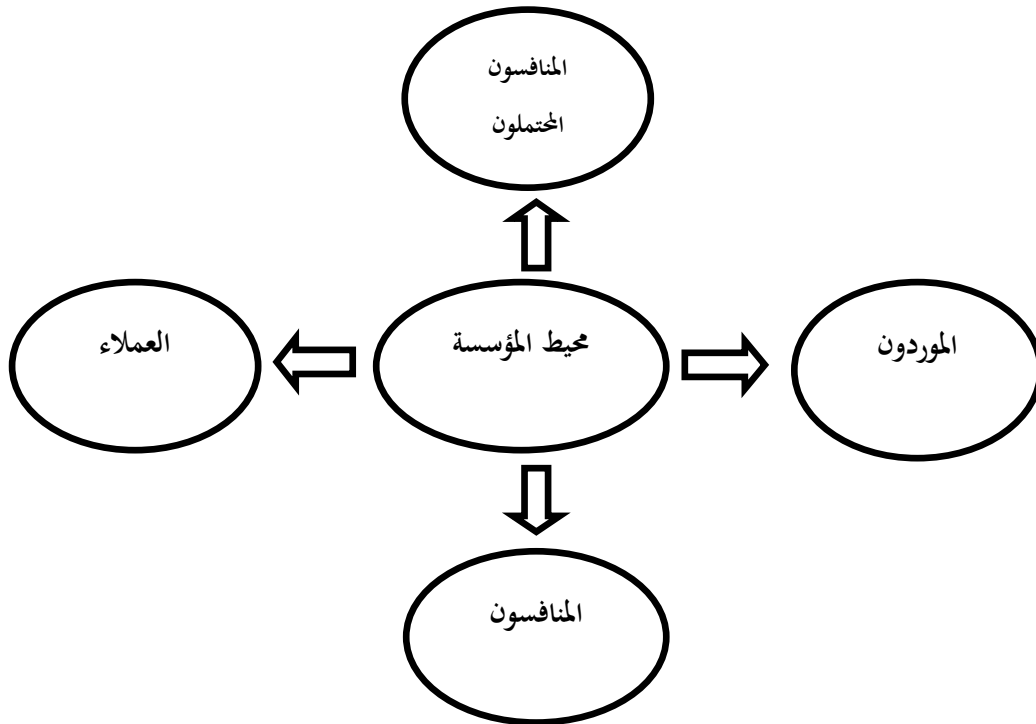 المنافسون
المحتملون
الموردون
محيط المؤسسة
العملاء
المنافسون